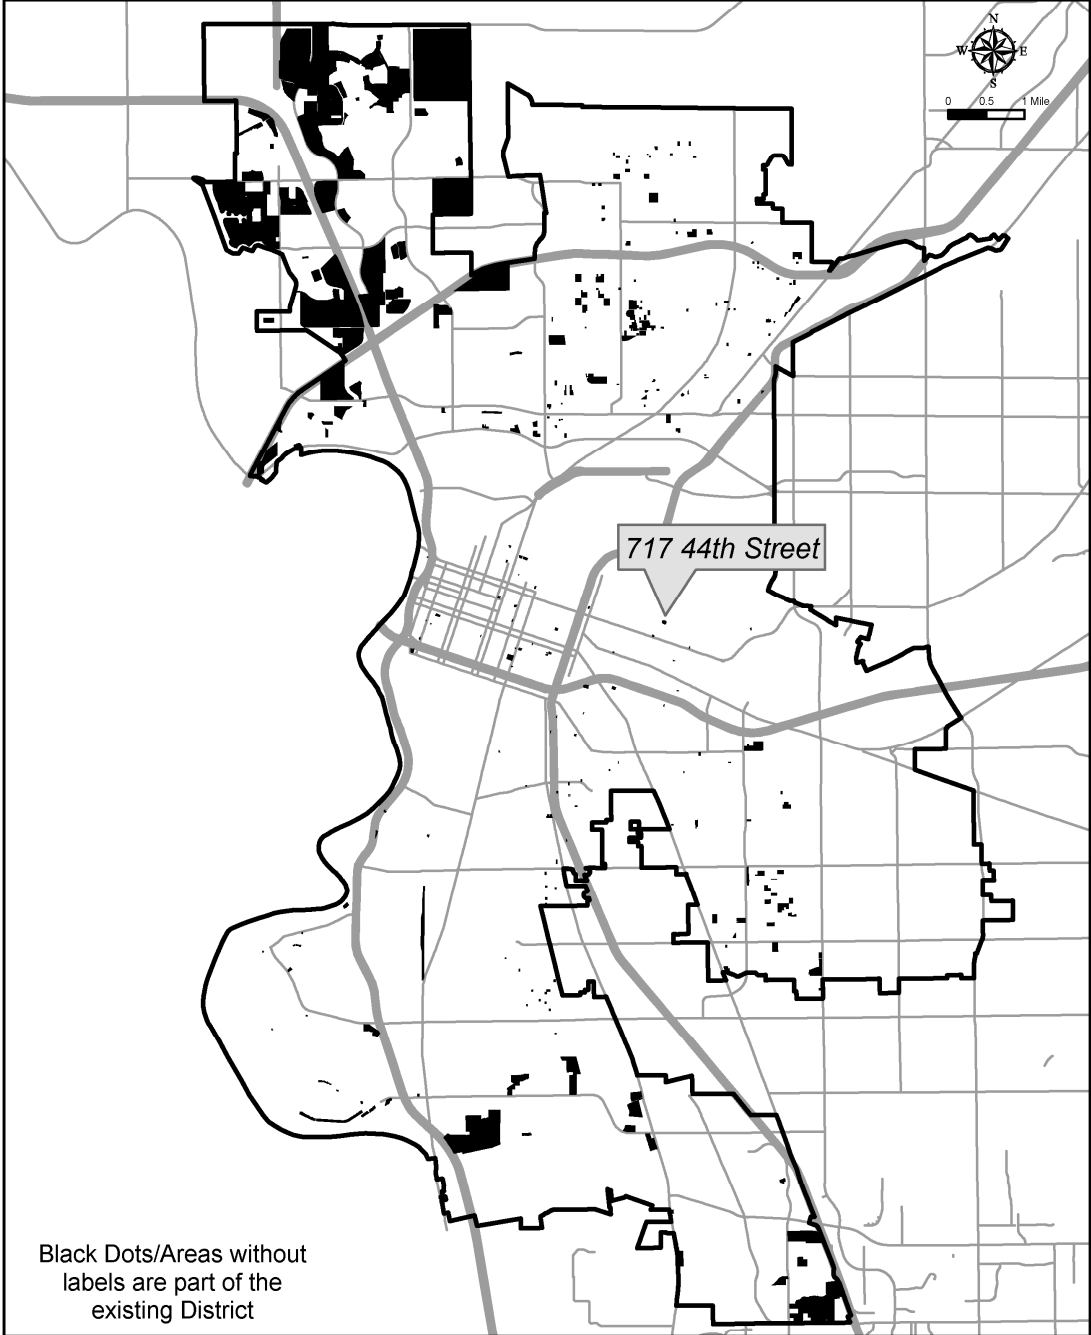 N
W E
S
0 0.5 1 Mile
717 44th Street
Black Dots/Areas without
labels are part of the
existing District